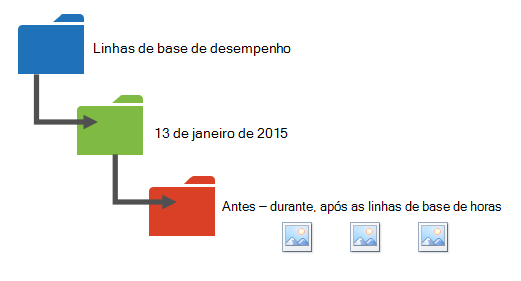 Linhas de base de desempenho
13 de janeiro de 2015
Antes – durante, após as linhas de base de horas